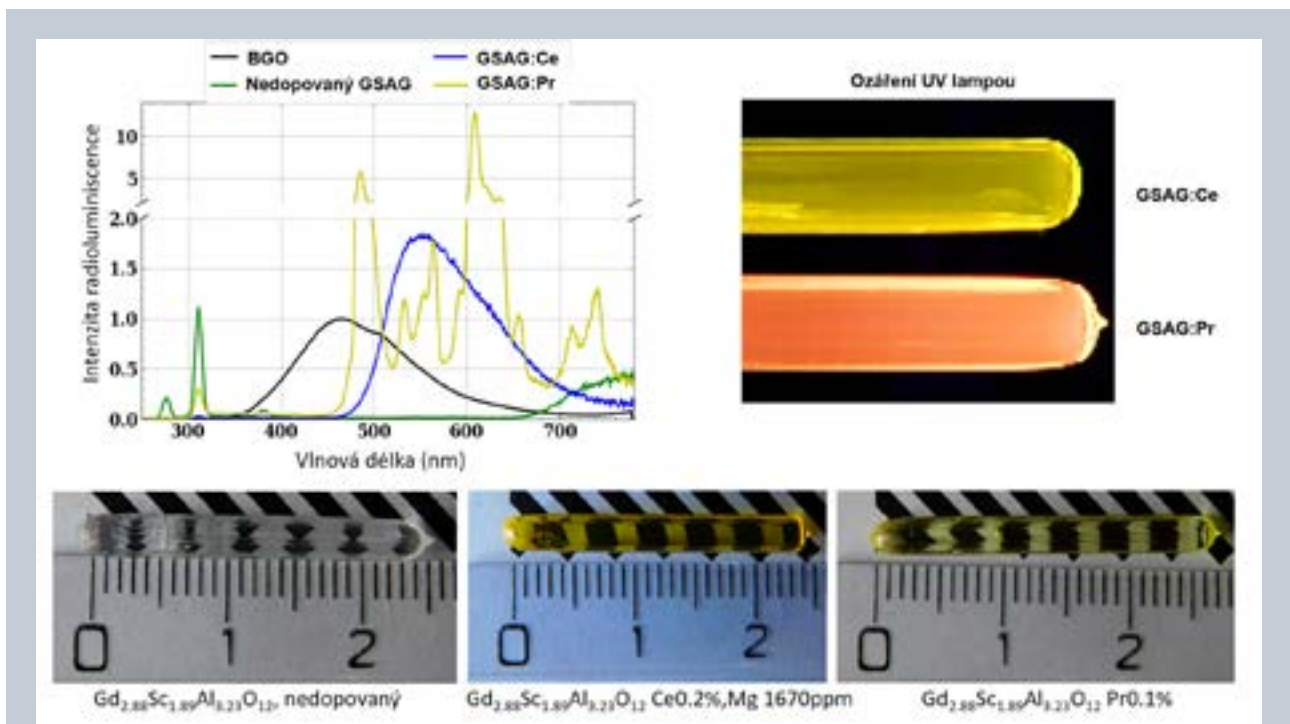 BGO
GSAG:Ce
Nedopovaný GSAG
GSAG:Pr
Ozáření UV lampou
Intenzita radioluminiscence
10
5
2.0
1.5
1.0
0.5
0.0
300 400 500 600 700
Vlnová délka (nm)
GSAG:Ce
GSAG:Pr
0 1 2
0 1 2
0 1 2
Gd2.88Sc1.89Al3.23O12, nedopovaný
Gd2.88Sc1.89Al3.23O12 Ce0.2%,Mg 1670ppm
Gd2.88Sc1.89Al3.23O12 Pr0.1%